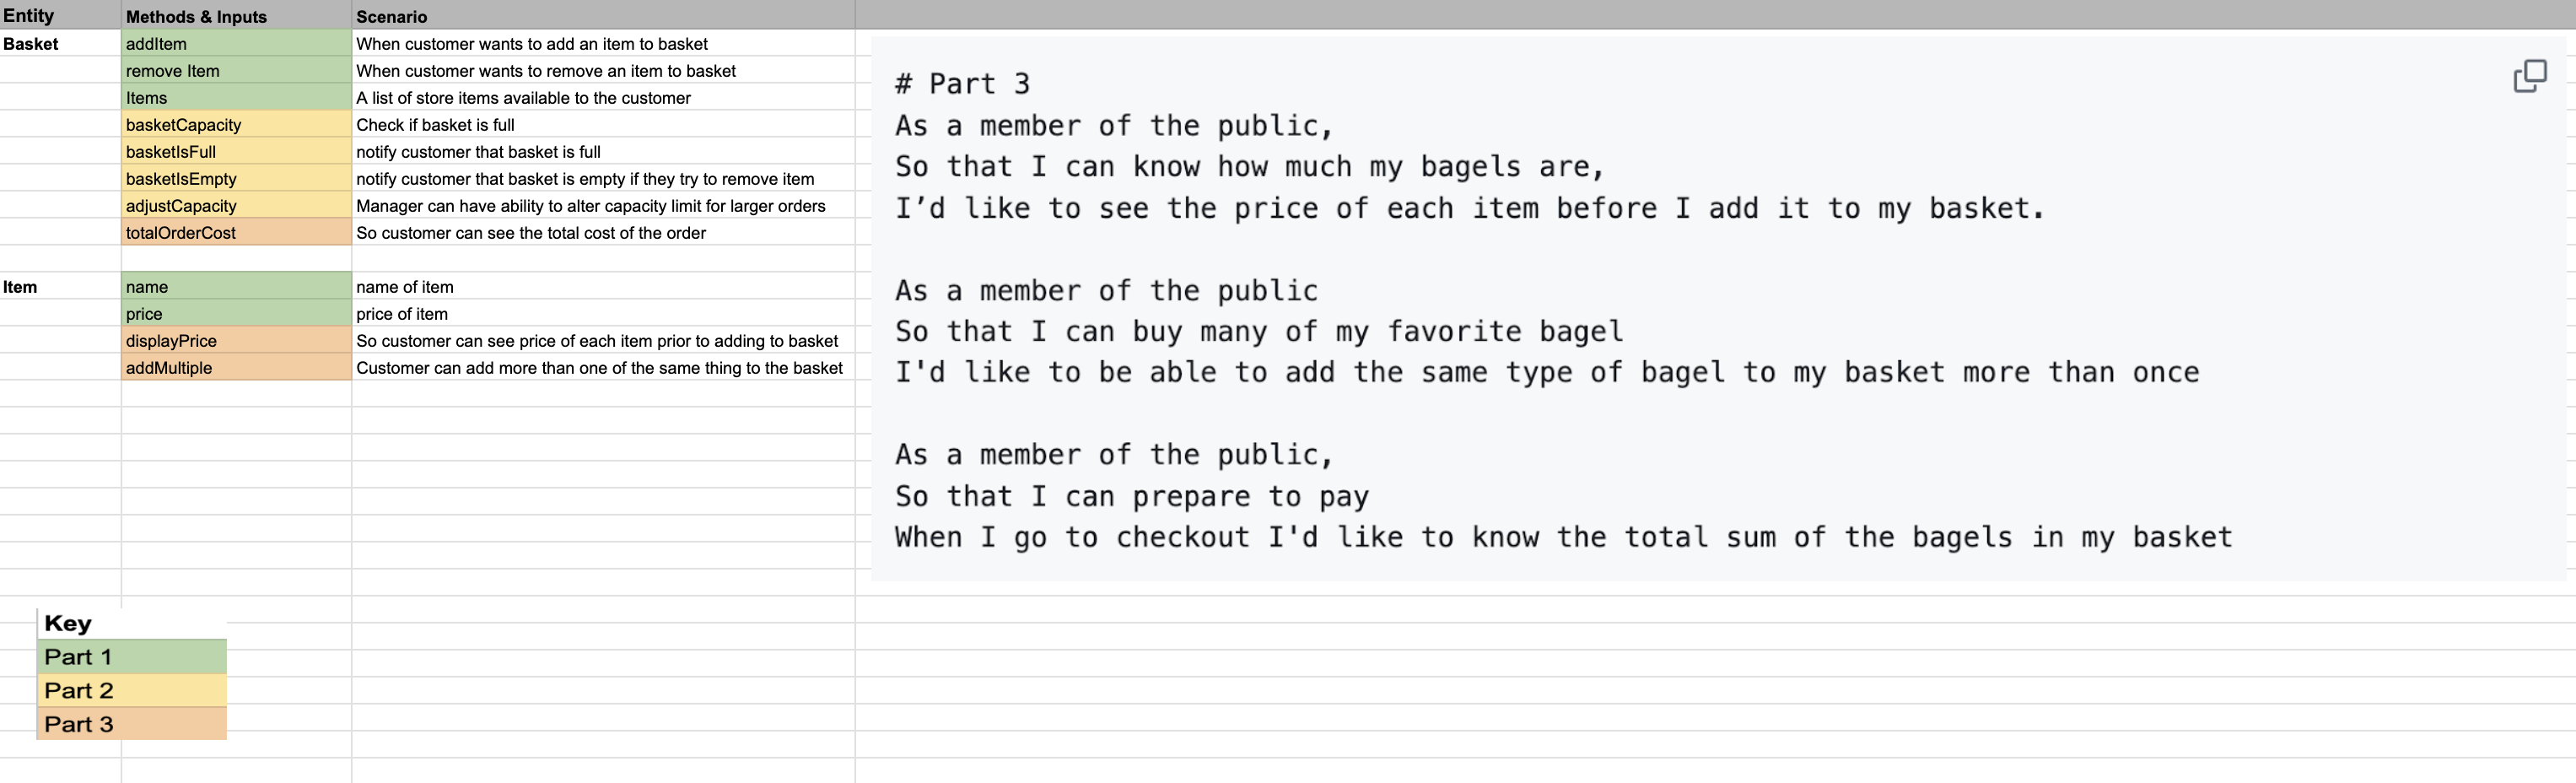 Entity Methods & Inputs Scenario
Basket addItem When customer wants to add an item to basket
remove Item When customer wants to remove an item to basket
Items A list of store items available to the customer
basketCapacity Check if basket is full
basketIsFull notify customer that basket is full
basketIsEmpty notify customer that basket is empty if they try to remove item
adjustCapacity Manager can have ability to alter capacity limit for larger orders
totalOrderCost So customer can see the total cost of the order
Item name name of item
price price of item
displayPrice So customer can see price of each item prior to adding to basket
addMultiple Customer can add more than one of the same thing to the basket
# Part 3
As a member of the public,
So that I can know how much my bagels are,
I’d like to see the price of each item before I add it to my basket.
As a member of the public
So that I can buy many of my favorite bagel
I'd like to be able to add the same type of bagel to my basket more than once
As a member of the public,
So that I can prepare to pay
When I go to checkout I'd like to know the total sum of the bagels in my basket
Key
Part 1
Part 2
Part 3